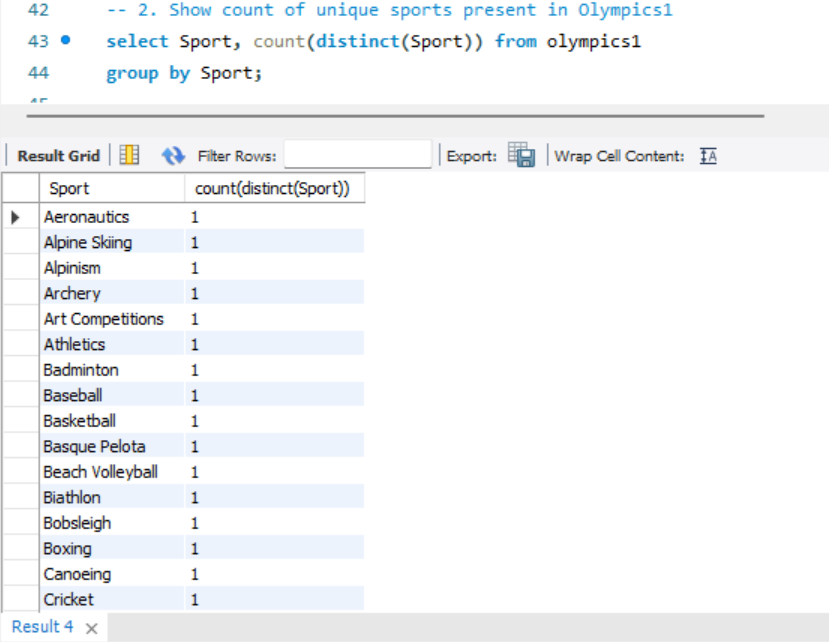 42 -- 2. Show count of unique sports present in Olympics1
43 select Sport, count(distinct(Sport)) from olympics1
44 group by Sport;
45
Result Grid Filter Rows: Export: Wrap Cell Content: IA
Sport count(distinct(Sport))
Aeronautics 1
Alpine Skiing 1
Alpinism 1
Archery 1
Art Competitions 1
Athletics 1
Badminton 1
Baseball 1
Basketball 1
Basque Pelota 1
Beach Volleyball 1
Biathlon 1
Bobsleigh 1
Boxing 1
Canoeing 1
Cricket 1
Result 4 ×